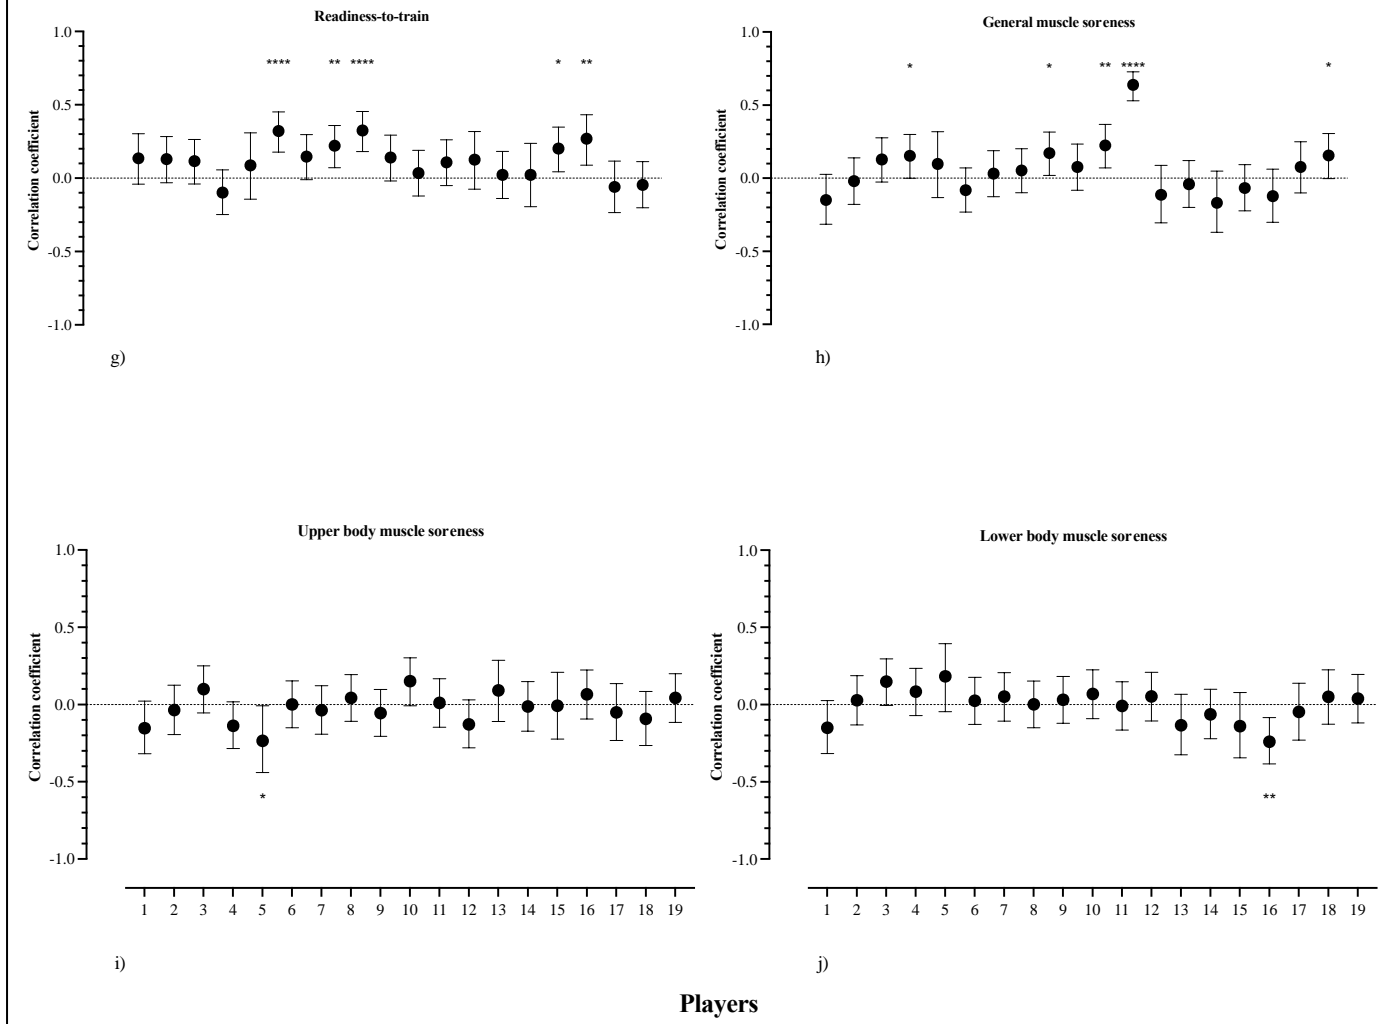 Readiness-to-train
1.0
**** ** **** * **
0.5
0.0
-0.5
-1.0
Correlation coefficient
g)
General muscle soreness
1.0
* * ** **** *
0.5
0.0
-0.5
-1.0
Correlation coefficient
h)
Upper body muscle soreness
1.0
0.5
0.0
-0.5
*
-1.0
Correlation coefficient
1 2 3 4 5 6 7 8 9 10 11 12 13 14 15 16 17 18 19
i)
Lower body muscle soreness
1.0
0.5
0.0
-0.5
**
-1.0
Correlation coefficient
1 2 3 4 5 6 7 8 9 10 11 12 13 14 15 16 17 18 19
j)
Players